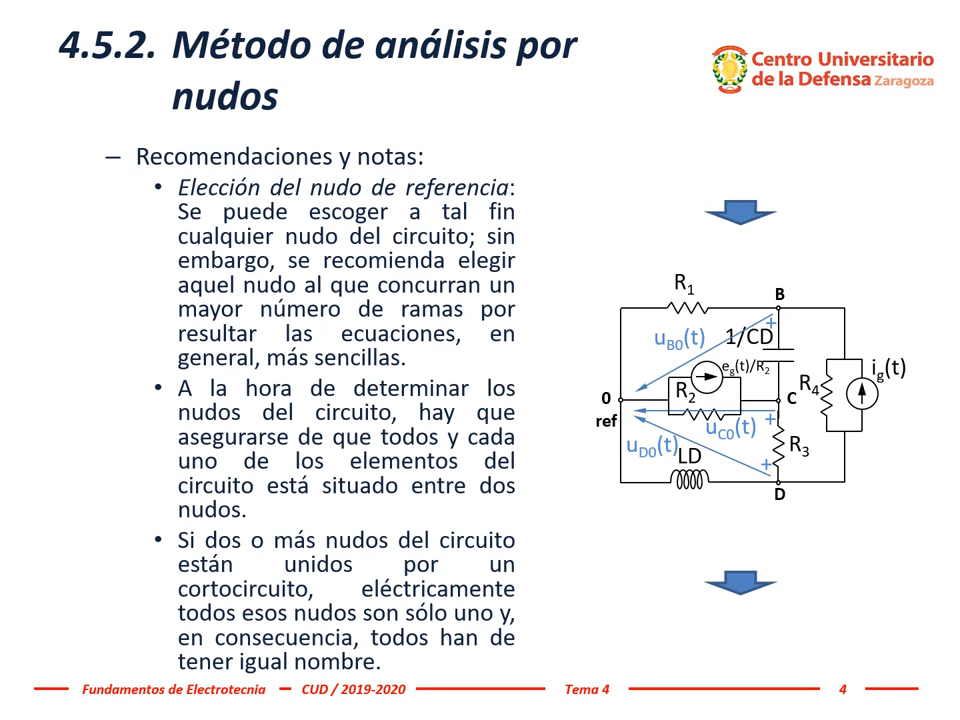 4.5.2. Método de análisis por
nudos
Centro Universitario
de la Defensa Zaragoza
– Recomendaciones y notas:
• Elección del nudo de referencia:
Se puede escoger a tal fin
cualquier nudo del circuito; sin
embargo, se recomienda elegir
aquel nudo al que concurran un
mayor número de ramas por
resultar las ecuaciones, en
general, más sencillas.
• A la hora de determinar los
nudos del circuito, hay que
asegurarse de que todos y cada
uno de los elementos del
circuito está situado entre dos
nudos.
• Si dos o más nudos del circuito
están unidos por un
cortocircuito, eléctricamente
todos esos nudos son sólo uno y,
en consecuencia, todos han de
tener igual nombre.
R1
B
+
uB0(t)
1/CD
eg(t)/R2
ig(t)
R2
R4
0
C
ref
+
uC0(t)
uD0(t)
R3
LD
+
D
Fundamentos de Electrotecnia
CUD / 2019-2020
Tema 4
4